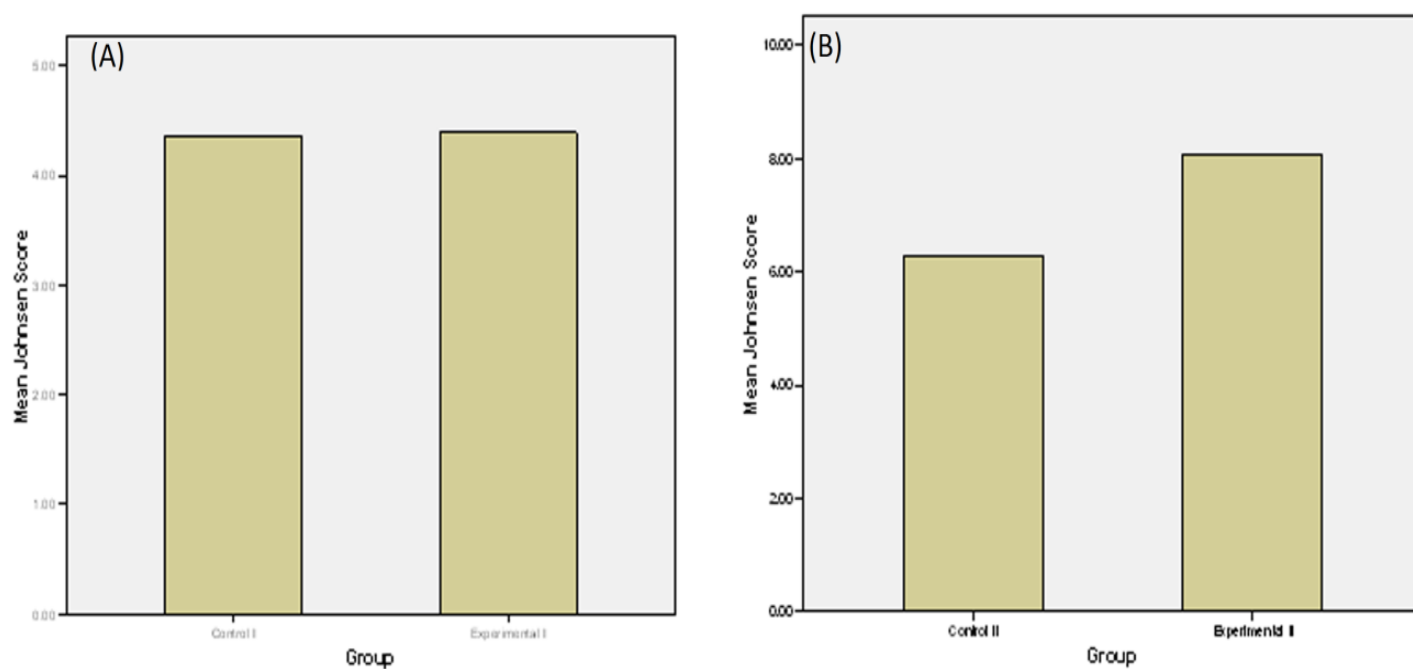 (A)
5.00
4.00
3.00
2.00
1.00
0.00
Mean Johnsen Score
Control I
Experimental I
Group
(B)
10.00
8.00
6.00
4.00
2.00
0.00
Mean Johnsen Score
Control II
Experimental II
Group